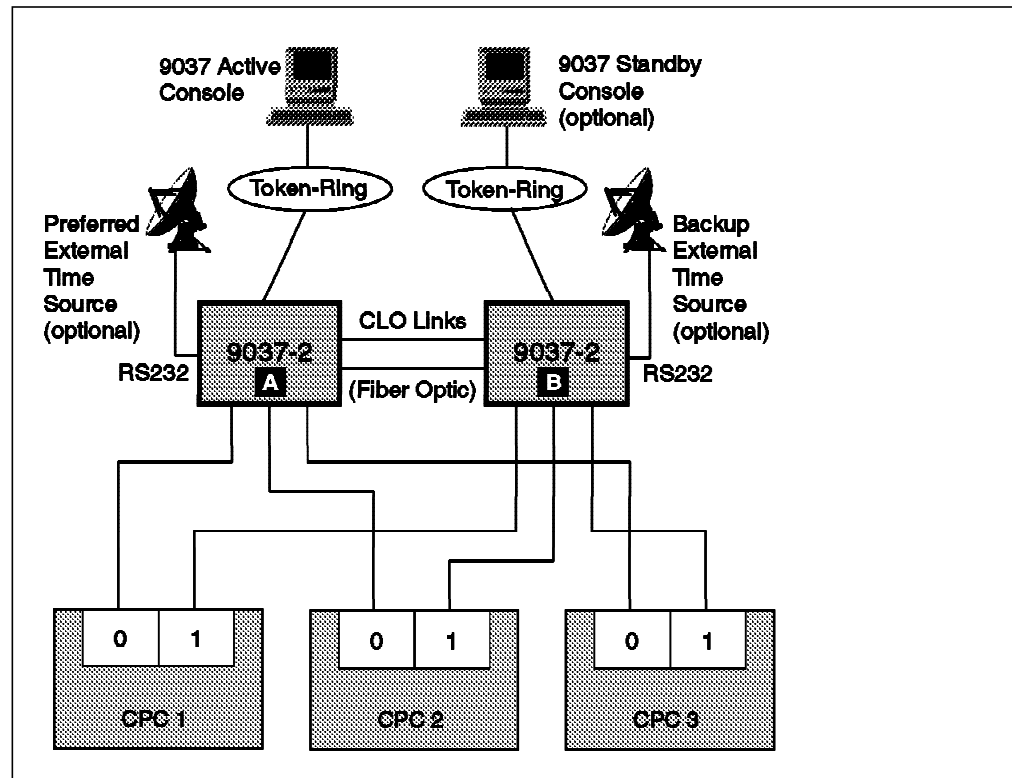 9037 Active
Console
9037 Standby
Console
(optional)
Token-Ring
Token-Ring
Preferred
External
Time
Source
(optional)
Backup
External
Time
Source
(optional)
CLO Links
9037-2
A
9037-2
B
RS232
(Fiber Optic)
RS232
0
1
0
1
0
1
CPC 1
CPC 2
CPC 3